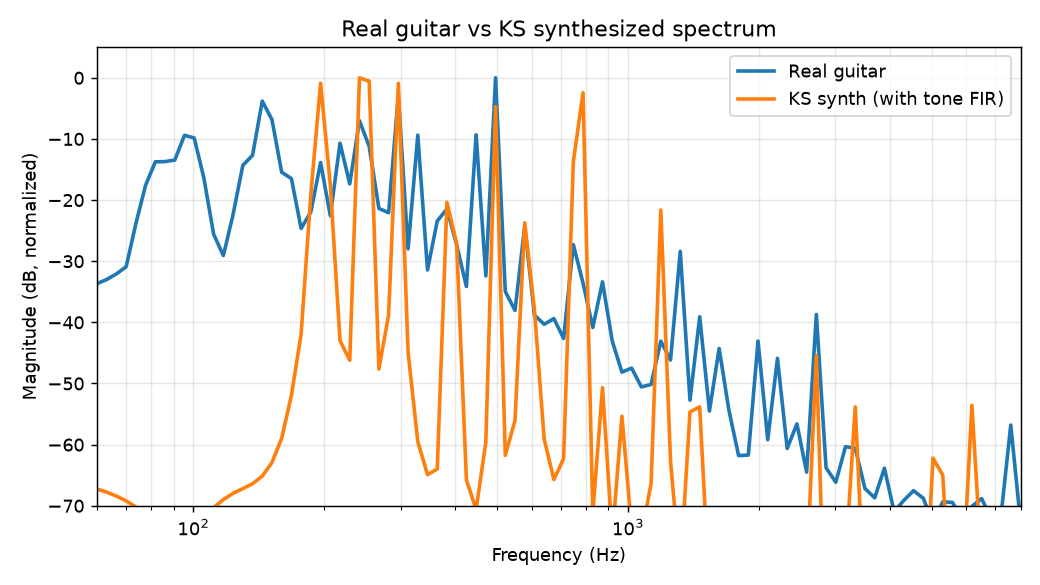 Real guitar vs KS synthesized spectrum
Real guitar
KS synth (with tone FIR)
Magnitude (dB, normalized)
0
−10
−20
−30
−40
−50
−60
−70
10²
10³
Frequency (Hz)